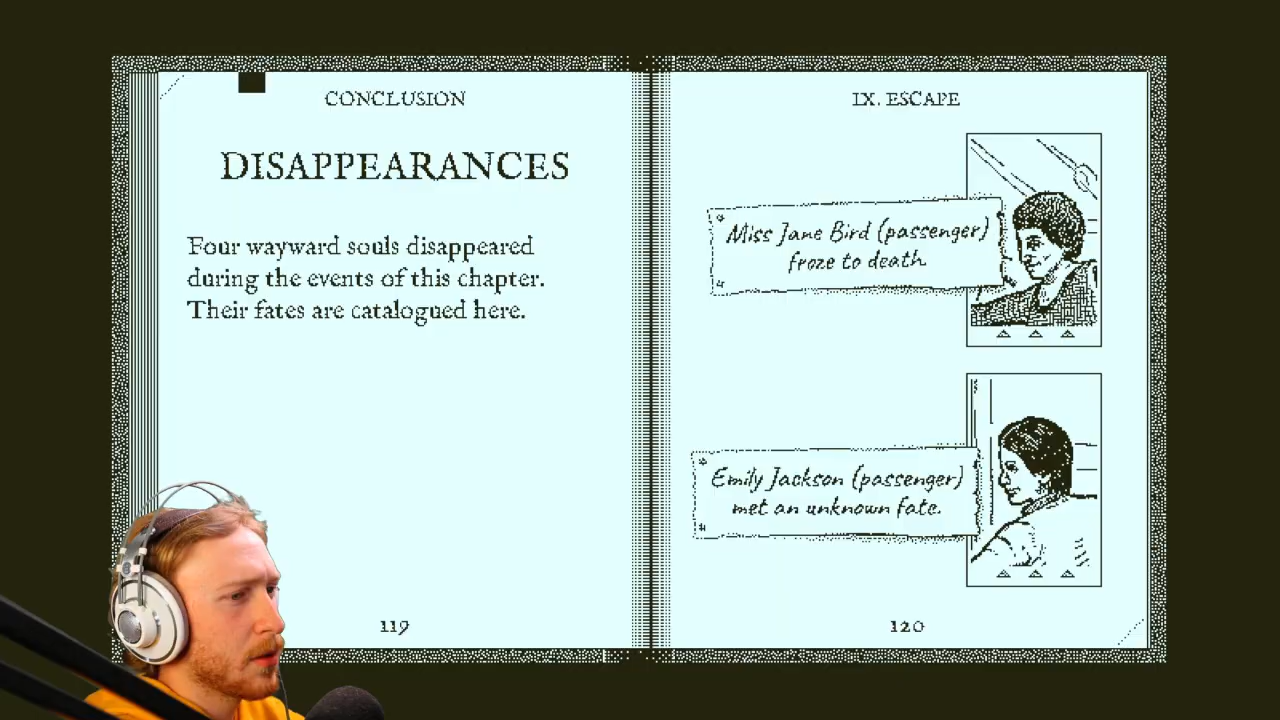 CONCLUSION
DISAPPEARANCES
Four wayward souls disappeared
during the events of this chapter.
Their fates are catalogued here.
119
IX. ESCAPE
Miss Jane Bird (passenger)
froze to death.
Emily Jackson (passenger)
met an unknown fate.
120